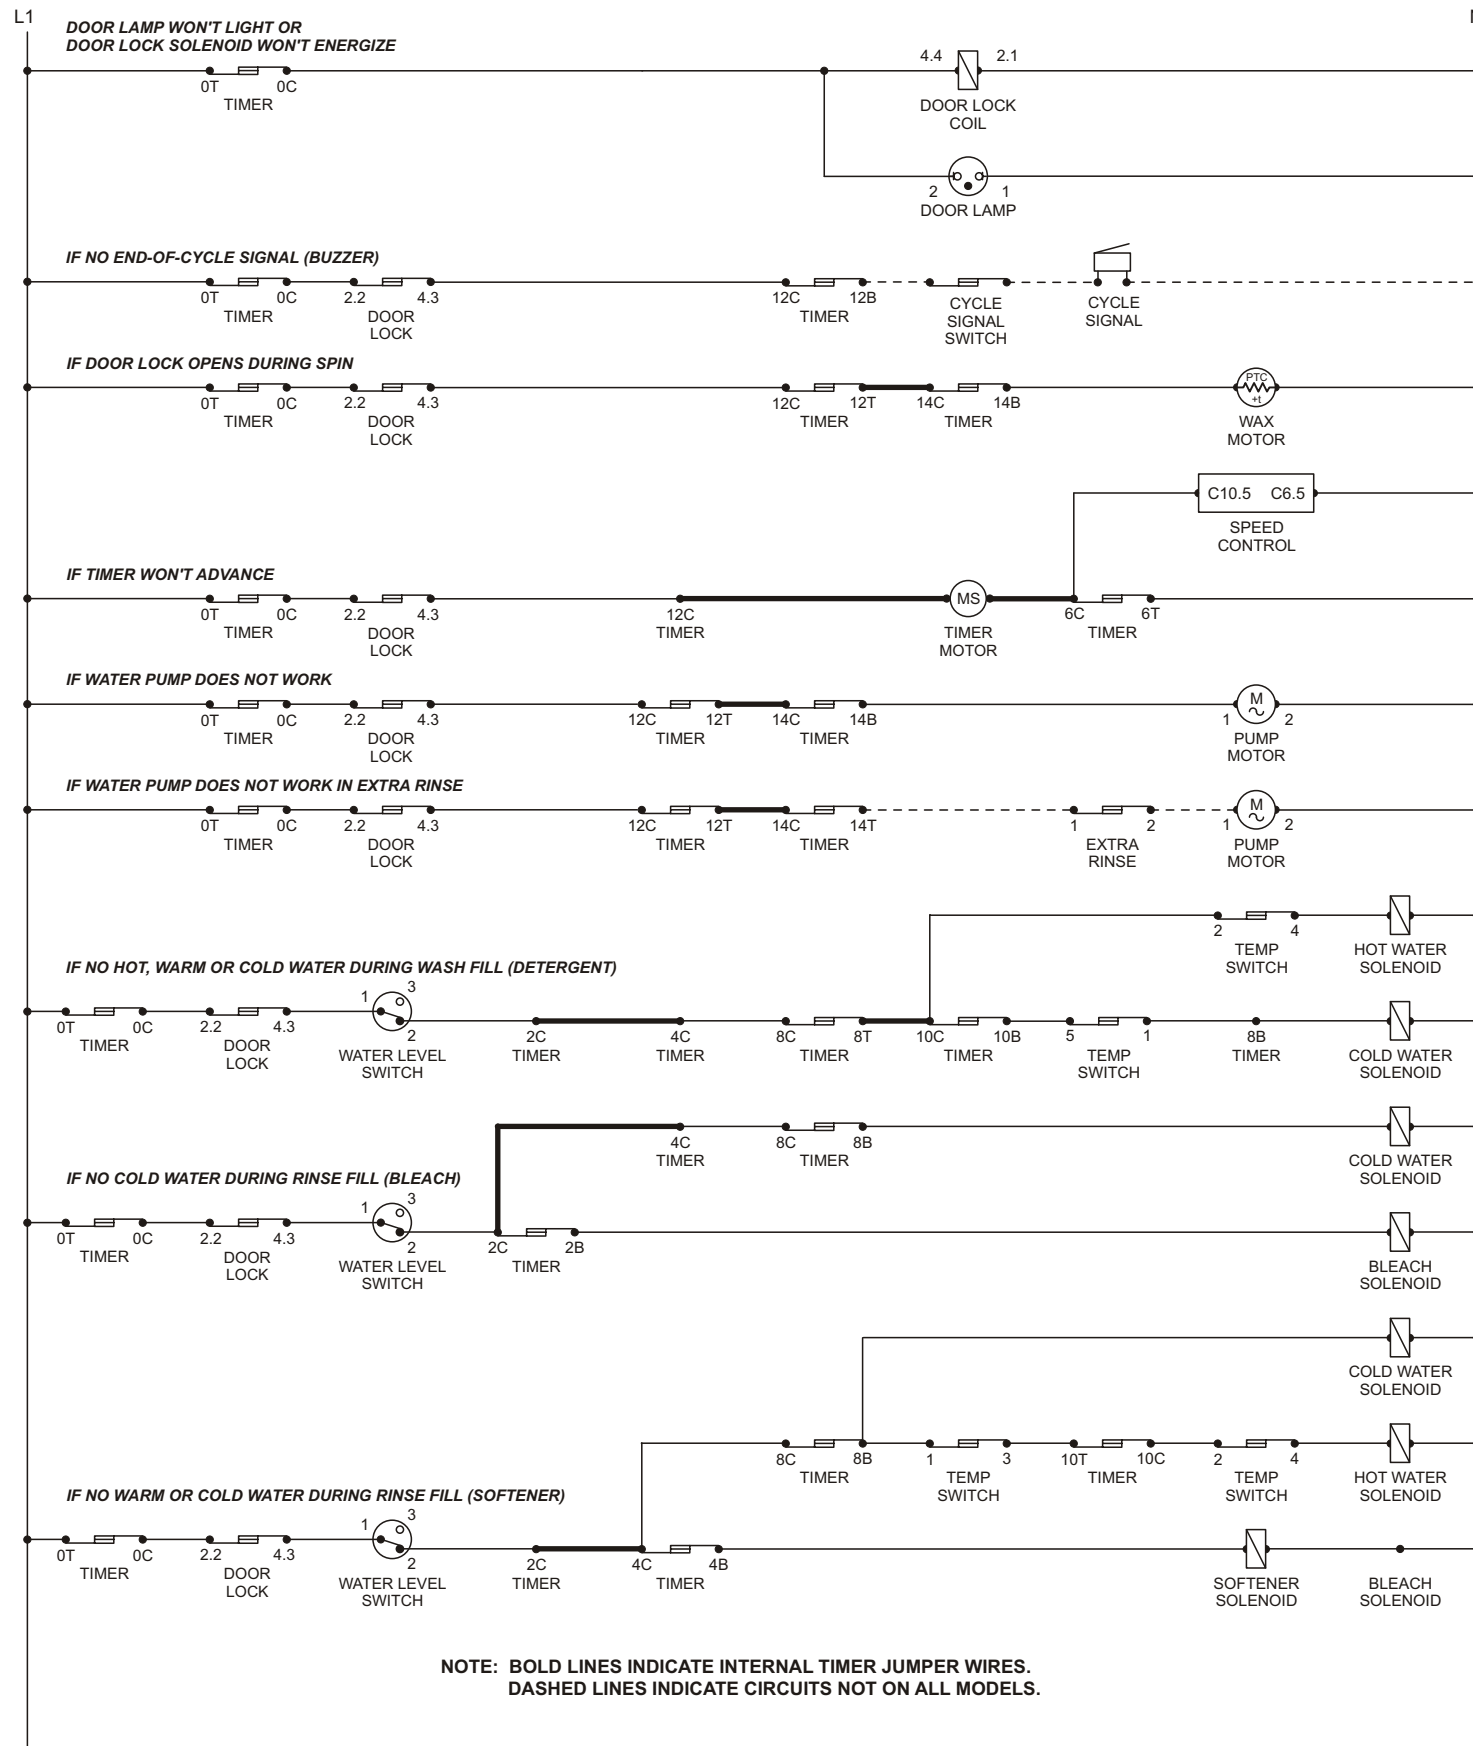 L1
DOOR LAMP WON'T LIGHT OR
DOOR LOCK SOLENOID WON'T ENERGIZE
4.4 2.1
0T 0C
TIMER
DOOR LOCK
COIL
2 1
DOOR LAMP
IF NO END-OF-CYCLE SIGNAL (BUZZER)
0T 0C 2.2 4.3 12C 12B
TIMER DOOR LOCK TIMER CYCLE SIGNAL SWITCH CYCLE SIGNAL
IF DOOR LOCK OPENS DURING SPIN
PTC
+t
0T 0C 2.2 4.3 12C 12T 14C 14B
TIMER DOOR LOCK TIMER TIMER WAX MOTOR
C10.5 C6.5
SPEED
CONTROL
IF TIMER WON'T ADVANCE
MS
0T 0C 2.2 4.3 12C 6C 6T
TIMER DOOR LOCK TIMER TIMER MOTOR TIMER
IF WATER PUMP DOES NOT WORK
M
0T 0C 2.2 4.3 12C 12T 14C 14B 1 2
TIMER DOOR LOCK TIMER TIMER PUMP MOTOR
IF WATER PUMP DOES NOT WORK IN EXTRA RINSE
M
0T 0C 2.2 4.3 12C 12T 14C 14T 1 2 1 2
TIMER DOOR LOCK TIMER TIMER EXTRA RINSE PUMP MOTOR
2 4
TEMP SWITCH HOT WATER SOLENOID
IF NO HOT, WARM OR COLD WATER DURING WASH FILL (DETERGENT)
1 3
0T 0C 2.2 4.3 2 2C 4C 8C 8T 10C 10B 5 1 8B
TIMER DOOR LOCK WATER LEVEL SWITCH TIMER TIMER TIMER TIMER TEMP SWITCH TIMER COLD WATER SOLENOID
4C 8C 8B
TIMER TIMER COLD WATER SOLENOID
IF NO COLD WATER DURING RINSE FILL (BLEACH)
1 3
0T 0C 2.2 4.3 2 2C 2B
TIMER DOOR LOCK WATER LEVEL SWITCH TIMER BLEACH SOLENOID
COLD WATER
SOLENOID
8C 8B 1 3 10T 10C 2 4
TIMER TEMP SWITCH TIMER TEMP SWITCH HOT WATER SOLENOID
IF NO WARM OR COLD WATER DURING RINSE FILL (SOFTENER)
1 3
0T 0C 2.2 4.3 2 2C 4C 4B
TIMER DOOR LOCK WATER LEVEL SWITCH TIMER TIMER SOFTENER SOLENOID BLEACH SOLENOID
NOTE: BOLD LINES INDICATE INTERNAL TIMER JUMPER WIRES.
DASHED LINES INDICATE CIRCUITS NOT ON ALL MODELS.